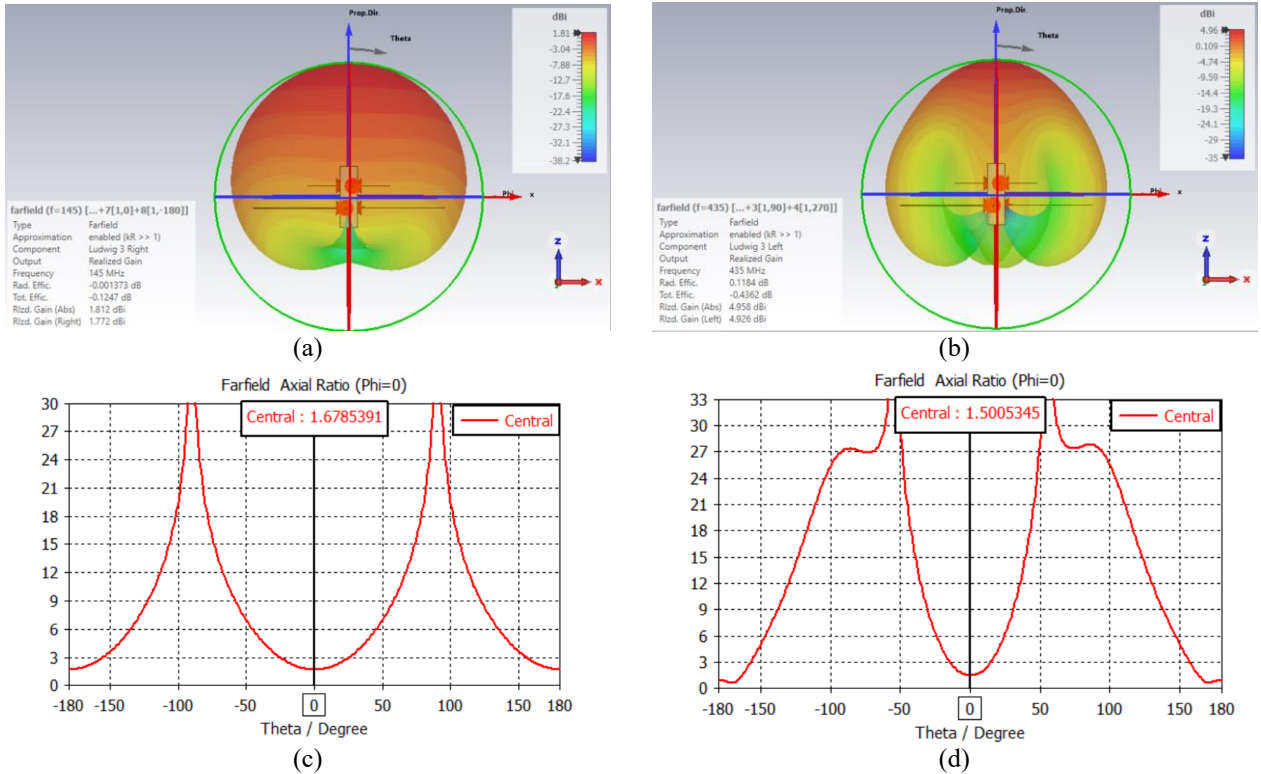 Prop.Dir.
Theta
Phi
x
dBi
1.81
-3.04
-7.88
-12.7
-17.6
-22.4
-27.3
-32.1
-38.2
farfield (f=145) [...+7[1,0]+8[1,-180]]
Type Farfield
Approximation enabled (kR >> 1)
Component Ludwig 3 Right
Output Realized Gain
Frequency 145 MHz
Rad. Effic. -0.001373 dB
Tot. Effic. -0.1247 dB
Rlzd. Gain (Abs) 1.812 dBi
Rlzd. Gain (Right) 1.772 dBi
z
x
(a)
Prop.Dir.
Theta
Phi
x
dBi
4.96
0.109
-4.74
-9.59
-14.4
-19.3
-24.1
-29
-35
farfield (f=435) [...+3[1,90]+4[1,270]]
Type Farfield
Approximation enabled (kR >> 1)
Component Ludwig 3 Left
Output Realized Gain
Frequency 435 MHz
Rad. Effic. 0.1184 dB
Tot. Effic. -0.4362 dB
Rlzd. Gain (Abs) 4.958 dBi
Rlzd. Gain (Left) 4.926 dBi
z
x
(b)
Farfield Axial Ratio (Phi=0)
Central : 1.6785391
Central
30
27
24
21
18
15
12
9
6
3
0
-180 -150 -100 -50 0 50 100 150 180
Theta / Degree
(c)
Farfield Axial Ratio (Phi=0)
Central : 1.5005345
Central
33
30
27
24
21
18
15
12
9
6
3
0
-180 -150 -100 -50 0 50 100 150 180
Theta / Degree
(d)